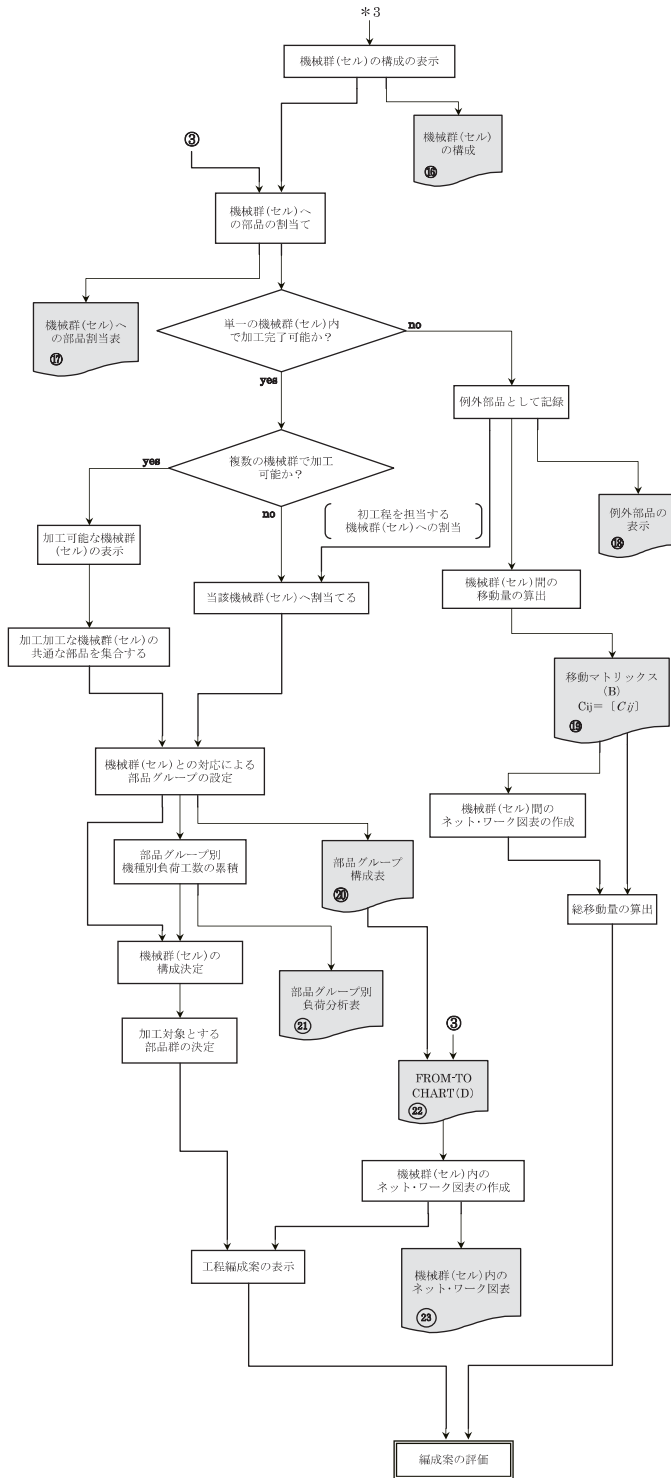 ＊3
機械群(セル)の構成の表示
機械群(セル)
の構成
⑯
③
機械群(セル)へ
の部品の割当て
機械群(セル)へ
の部品割当表
⑰
単一の機械群(セル)内
で加工完了可能か？
no
yes
例外部品として記録
複数の機械群で加工
可能か？
yes
no
初工程を担当する
機械群(セル)への割当
例外部品の
表示
⑱
加工可能な機械群
(セル)の表示
当該機械群(セル)へ割当てる
機械群(セル)間の
移動量の算出
加工加工な機械群(セル)の
共通な部品を集合する
移動マトリックス
(B)
Cij＝［Cij］
⑲
機械群(セル)との対応による
部品グループの設定
機械群(セル)間の
ネット・ワーク図表の作成
部品グループ別
機種別負荷工数の累積
部品グループ
構成表
⑳
総移動量の算出
機械群(セル)の
構成決定
部品グループ別
負荷分析表
㉑
加工対象とする
部品群の決定
③
FROM-TO
CHART(D)
㉒
機械群(セル)内の
ネット・ワーク図表の作成
工程編成案の表示
機械群(セル)内の
ネット・ワーク図表
㉓
編成案の評価